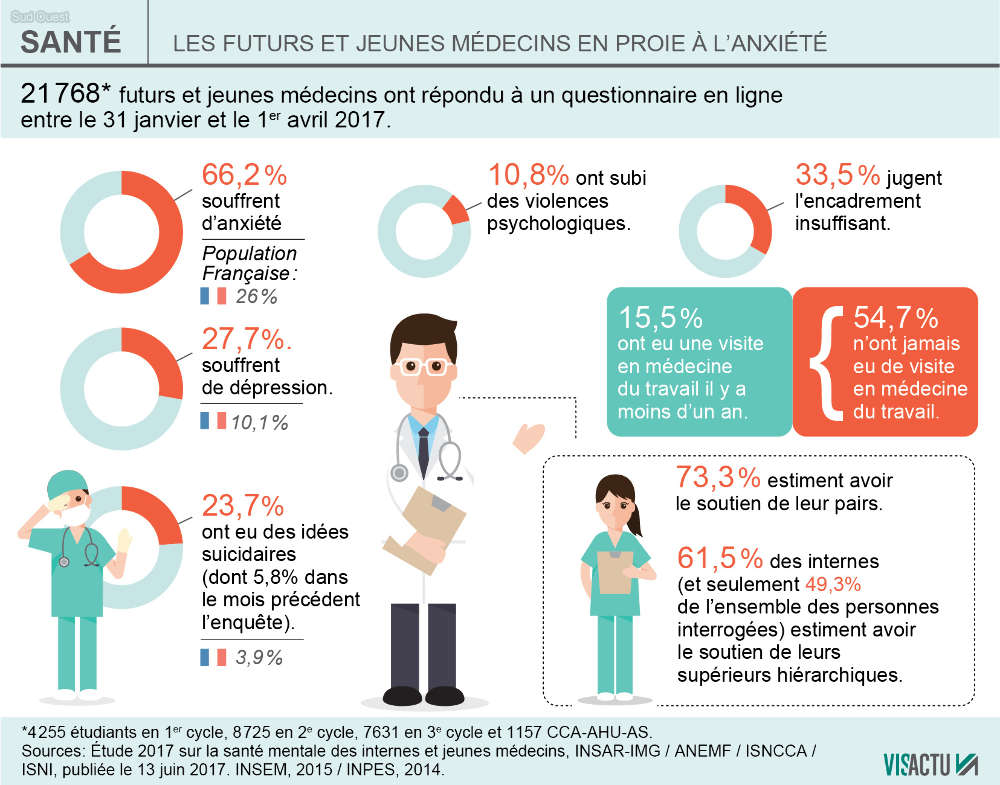 Sud Ouest
SANTÉ
LES FUTURS ET JEUNES MÉDECINS EN PROIE À L'ANXIÉTÉ
21 768* futurs et jeunes médecins ont répondu à un questionnaire en ligne
entre le 31 janvier et le 1er avril 2017.
66,2 %
souffrent
d'anxiété
Population
Française :
26%
27,7%.
souffrent
de dépression.
10,1%
23,7%
ont eu des idées
suicidaires
(dont 5,8% dans
le mois précédent
l'enquête).
3,9%
10,8% ont subi
des violences
psychologiques.
33,5% jugent
l'encadrement
insuffisant.
15,5%
ont eu une visite
en médecine
du travail il y a
moins d'un an.
54,7%
n'ont jamais
eu de visite
en médecine
du travail.
73,3% estiment avoir
le soutien de leur pairs.
61,5% des internes
(et seulement 49,3%
de l'ensemble des personnes
interrogées) estiment avoir
le soutien de leurs
supérieurs hiérarchiques.
*4 255 étudiants en 1er cycle, 8 725 en 2e cycle, 7631 en 3e cycle et 1157 CCA-AHU-AS.
Sources: Étude 2017 sur la santé mentale des internes et jeunes médecins, INSAR-IMG / ANEMF / ISNCCA /
ISNI, publiée le 13 juin 2017. INSEM, 2015 / INPES, 2014.
VISACTU